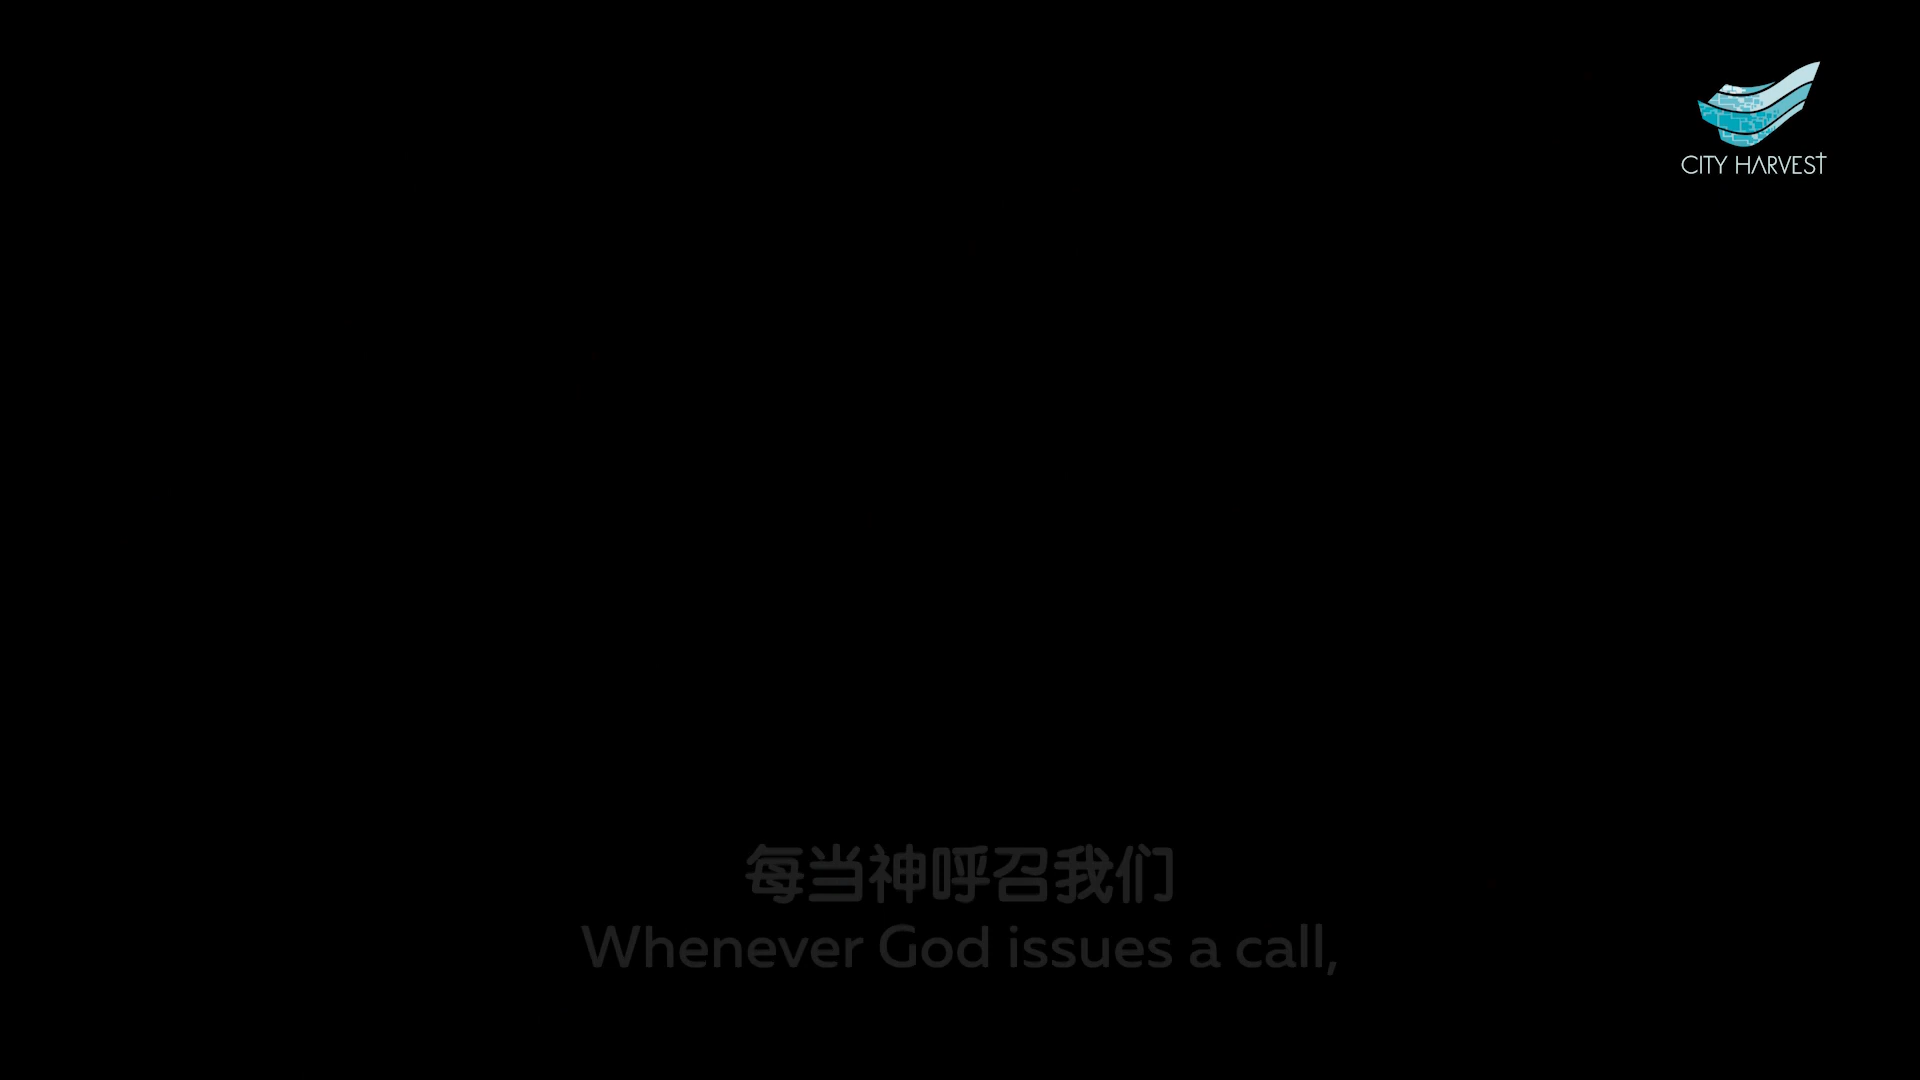 CITY HARVEST
每当神呼召我们
Whenever God issues a call,